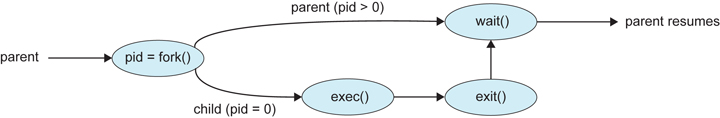 parent (pid > 0)
wait()
parent resumes
parent
pid = fork()
child (pid = 0)
exec()
exit()